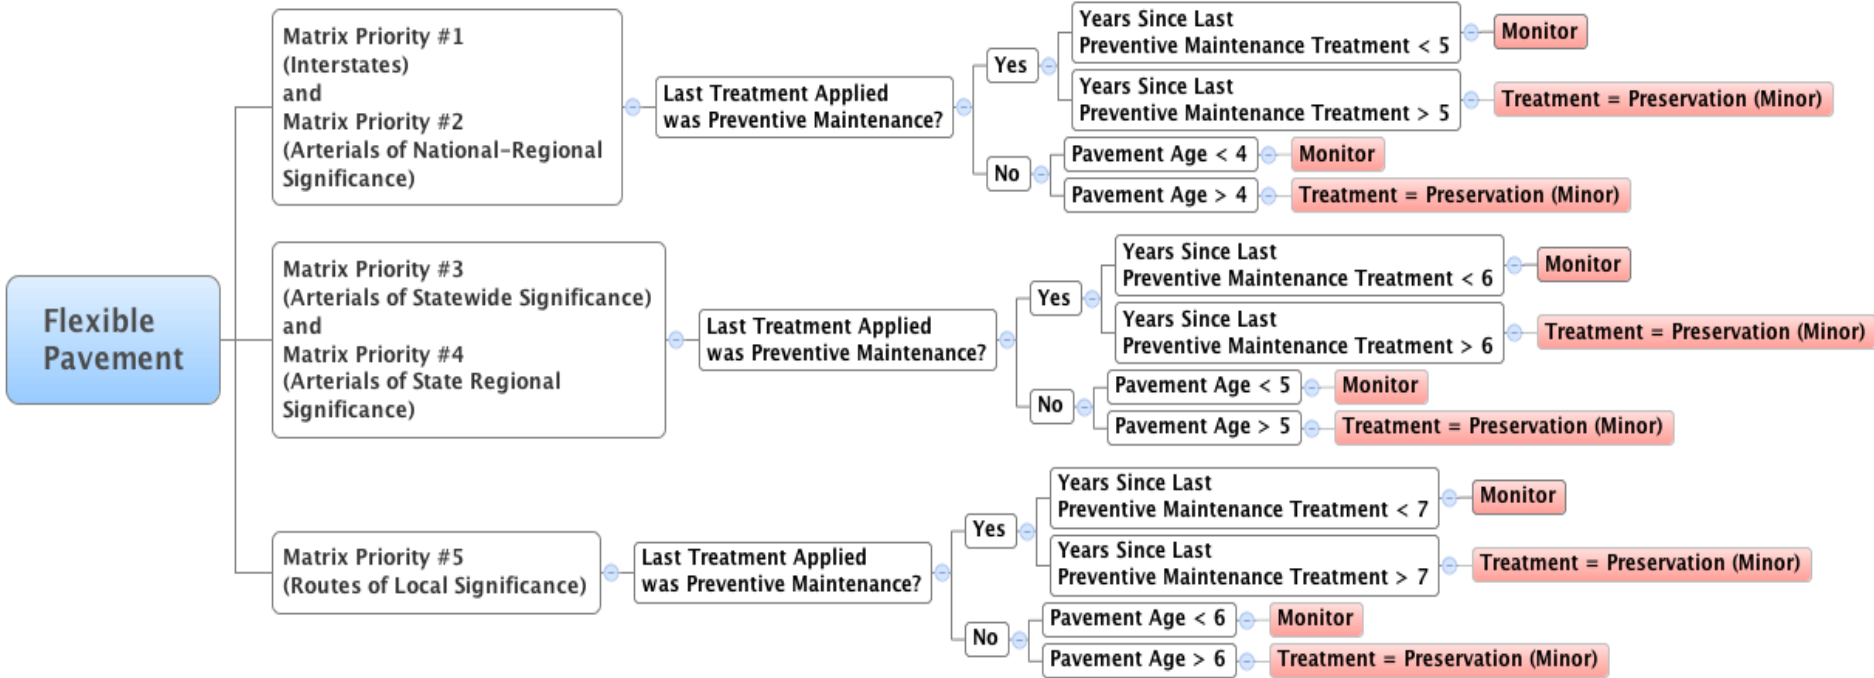 Flexible
Pavement
Matrix Priority #1
(Interstates)
and
Matrix Priority #2
(Arterials of National-Regional
Significance)
Last Treatment Applied
was Preventive Maintenance?
Yes
Years Since Last
Preventive Maintenance Treatment < 5
Monitor
Years Since Last
Preventive Maintenance Treatment > 5
Treatment = Preservation (Minor)
No
Pavement Age < 4
Monitor
Pavement Age > 4
Treatment = Preservation (Minor)
Matrix Priority #3
(Arterials of Statewide Significance)
and
Matrix Priority #4
(Arterials of State Regional
Significance)
Last Treatment Applied
was Preventive Maintenance?
Yes
Years Since Last
Preventive Maintenance Treatment < 6
Monitor
Years Since Last
Preventive Maintenance Treatment > 6
Treatment = Preservation (Minor)
No
Pavement Age < 5
Monitor
Pavement Age > 5
Treatment = Preservation (Minor)
Matrix Priority #5
(Routes of Local Significance)
Last Treatment Applied
was Preventive Maintenance?
Yes
Years Since Last
Preventive Maintenance Treatment < 7
Monitor
Years Since Last
Preventive Maintenance Treatment > 7
Treatment = Preservation (Minor)
No
Pavement Age < 6
Monitor
Pavement Age > 6
Treatment = Preservation (Minor)